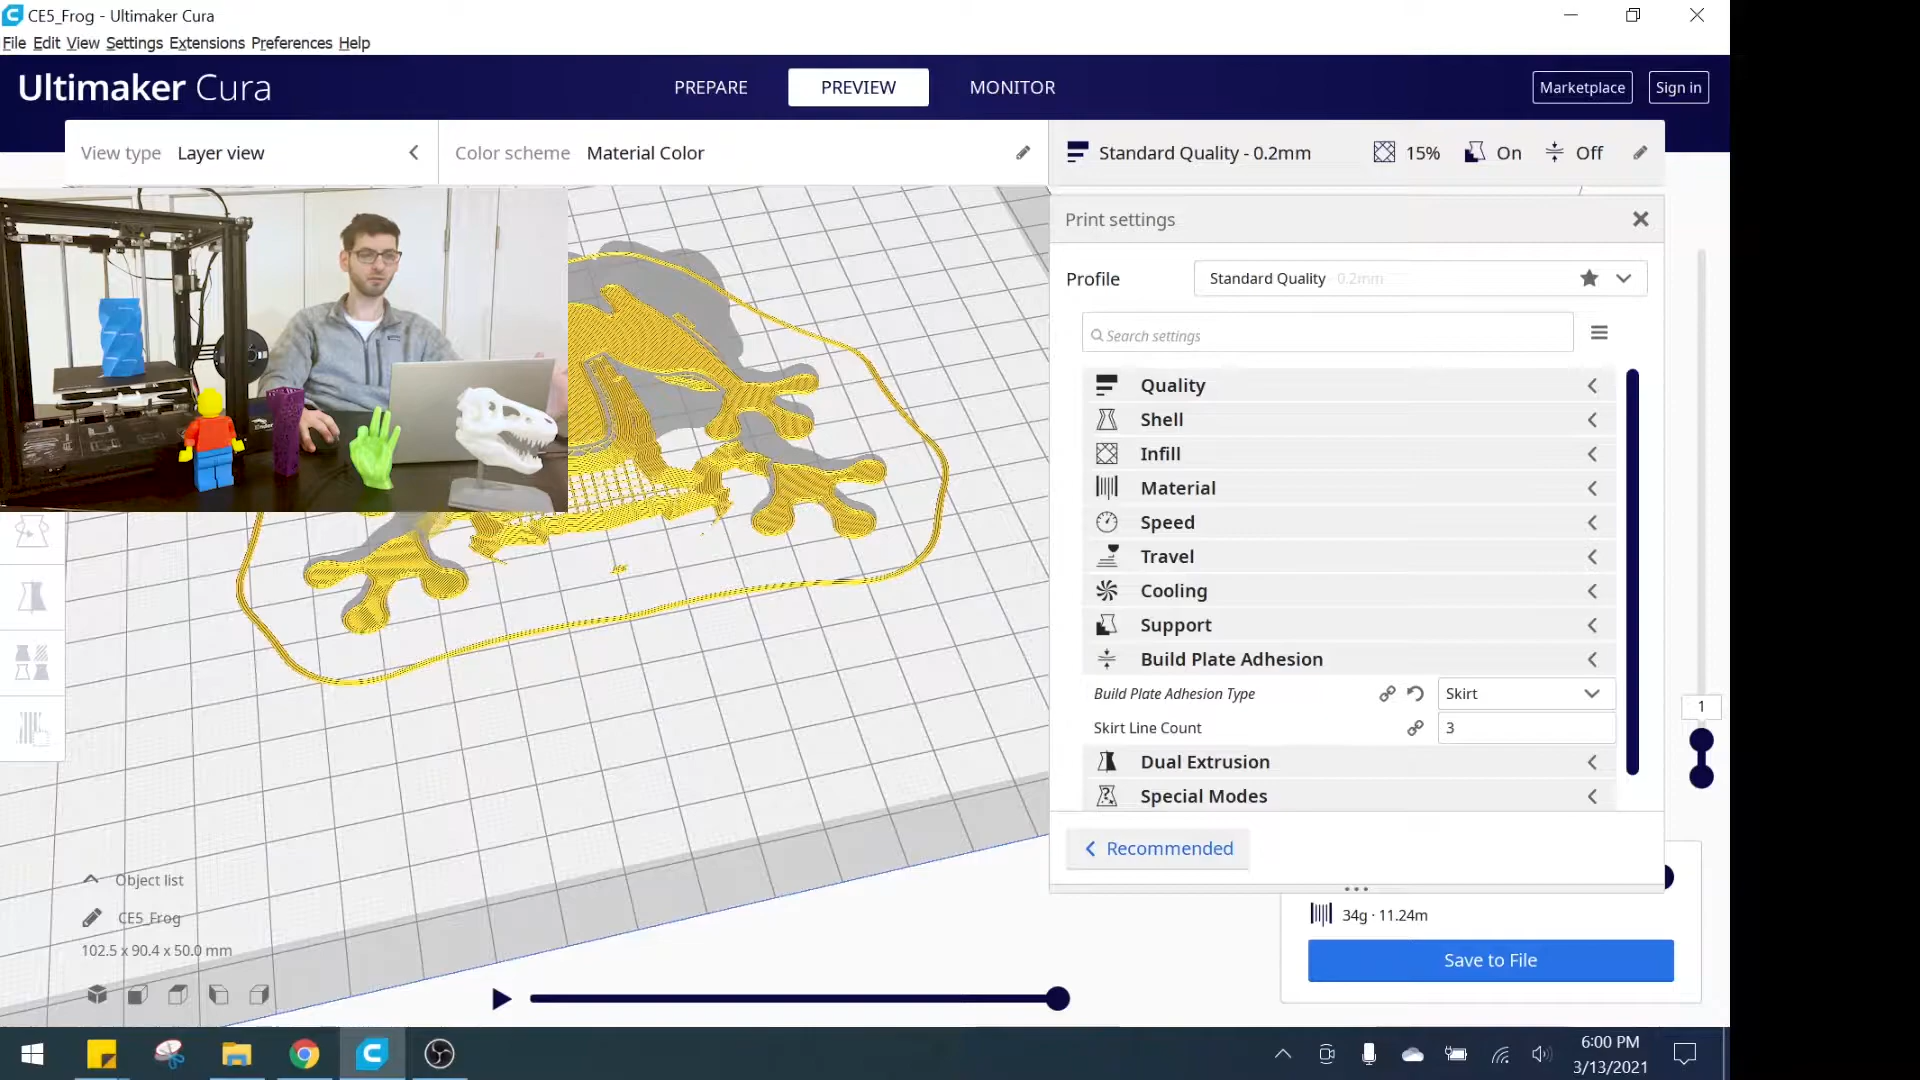 CE5_Frog - Ultimaker Cura
File Edit View Settings Extensions Preferences Help
Ultimaker Cura
PREPARE
PREVIEW
MONITOR
Marketplace
Sign in
View type Layer view
Color scheme Material Color
Standard Quality - 0.2mm
15%
On
Off
Print settings
Profile
Standard Quality - 0.2mm
Search settings
Quality
Shell
Infill
Material
Speed
Travel
Cooling
Support
Build Plate Adhesion
Build Plate Adhesion Type
Skirt
Skirt Line Count
3
Dual Extrusion
Special Modes
1
Recommended
Object list
CE5_Frog
102.5 x 90.4 x 50.0 mm
34g · 11.24m
Save to File
6:00 PM
3/13/2021